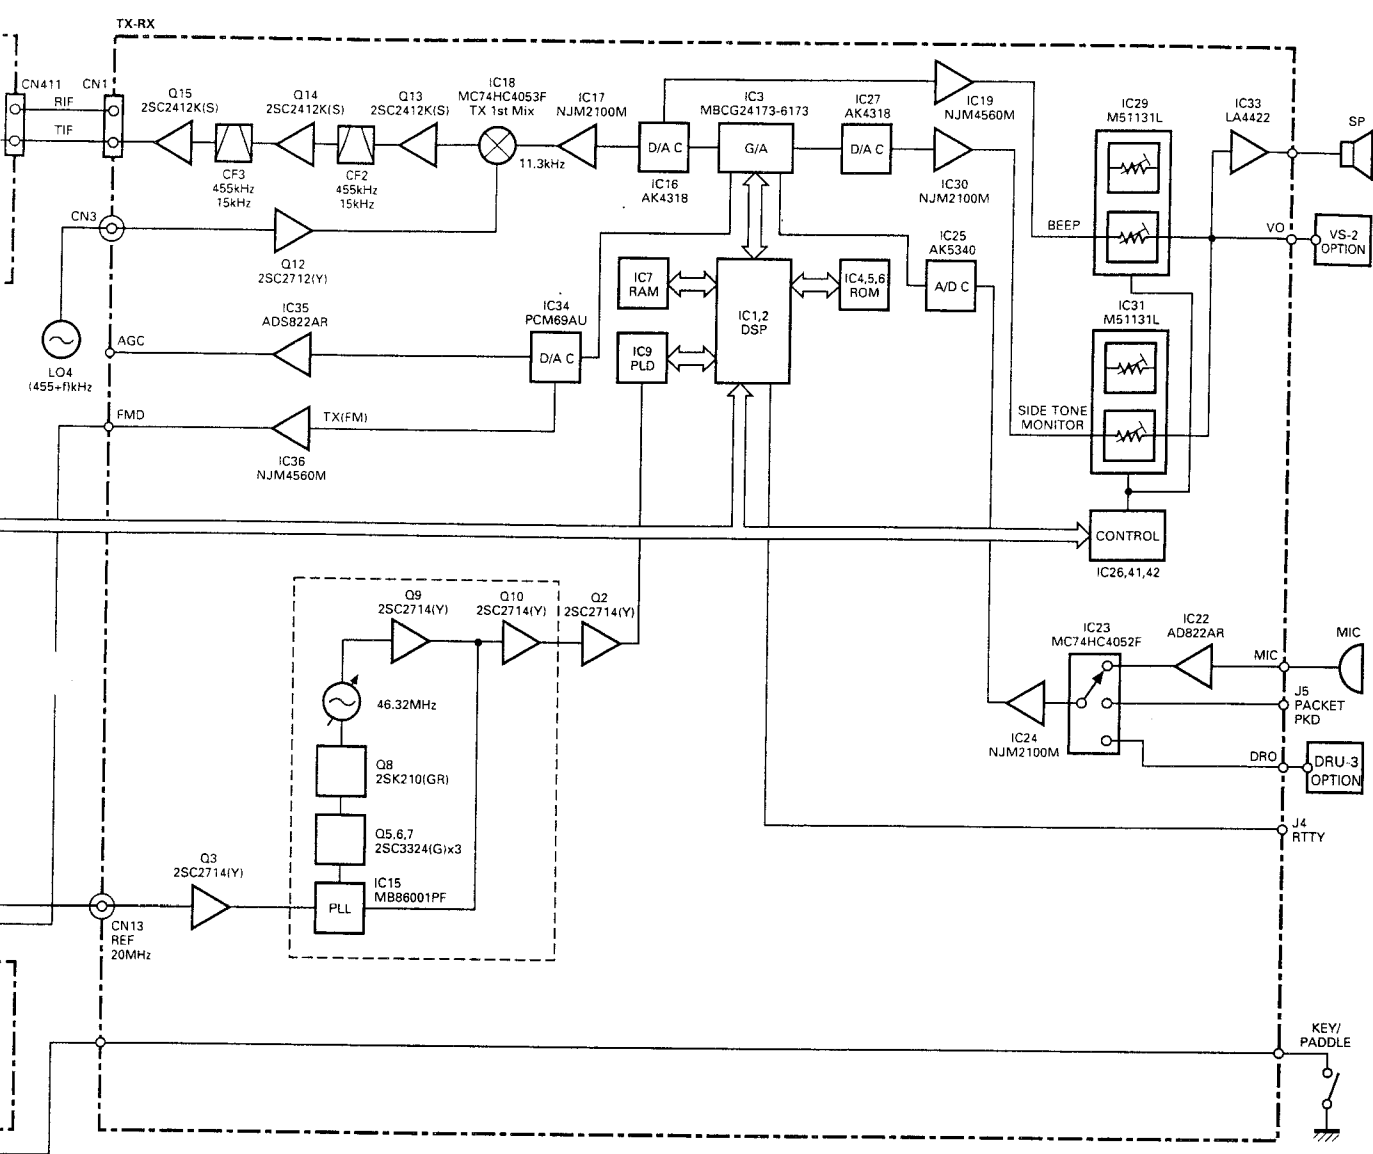 TX-RX
CN411
CN1
RIF
TIF
Q15
2SC2412K(S)
Q14
2SC2412K(S)
Q13
2SC2412K(S)
IC18
MC74HC4053F
TX 1st Mix
IC17
NJM2100M
11.3kHz
CF3
455kHz
15kHz
CF2
455kHz
15kHz
D/A C
IC16
AK4318
IC3
MBCG24173-6173
G/A
IC27
AK4318
D/A C
IC19
NJM4560M
IC30
NJM2100M
IC29
M51131L
IC33
LA4422
SP
CN3
Q12
2SC2712(Y)
BEEP
VO
VS-2
OPTION
IC25
AK5340
A/D C
IC7
RAM
IC4,5,6
ROM
IC1,2
DSP
IC9
PLD
IC35
ADS822AR
IC34
PCM69AU
D/A C
IC31
M51131L
AGC
LO4
(455+f)kHz
FMD
TX(FM)
IC36
NJM4560M
SIDE TONE
MONITOR
CONTROL
IC26,41,42
Q9
2SC2714(Y)
Q10
2SC2714(Y)
Q2
2SC2714(Y)
46.32MHz
Q8
2SK210(GR)
Q5,6,7
2SC3324(G)x3
IC15
MB86001PF
PLL
Q3
2SC2714(Y)
CN13
REF
20MHz
IC23
MC74HC4052F
IC22
AD822AR
MIC
MIC
IC24
NJM2100M
J5
PACKET
PKD
DRO
DRU-3
OPTION
J4
RTTY
KEY/
PADDLE